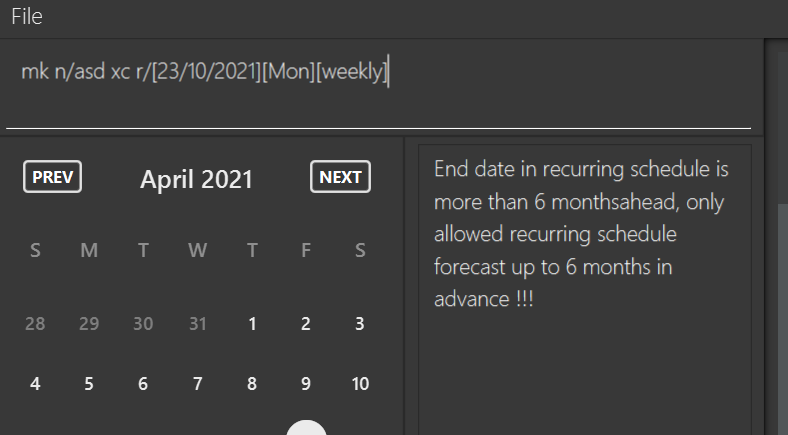 File
mk n/asd xc r/[23/10/2021][Mon][weekly]
PREV April 2021 NEXT
S M T W T F S
28 29 30 31 1 2 3
4 5 6 7 8 9 10
End date in recurring schedule is
more than 6 monthsahead, only
allowed recurring schedule
forecast up to 6 months in
advance !!!